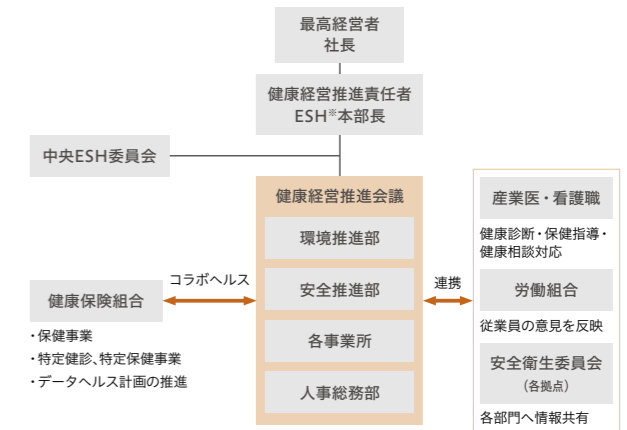 最高経営者
社長
健康経営推進責任者
ESH※本部長
中央ESH委員会
健康経営推進会議
環境推進部
安全推進部
各事業所
人事総務部
コラボヘルス
健康保険組合
・保健事業
・特定健診、特定保健事業
・データヘルス計画の推進
連携
産業医・看護職
健康診断・保健指導・
健康相談対応
労働組合
従業員の意見を反映
安全衛生委員会
（各拠点）
各部門へ情報共有